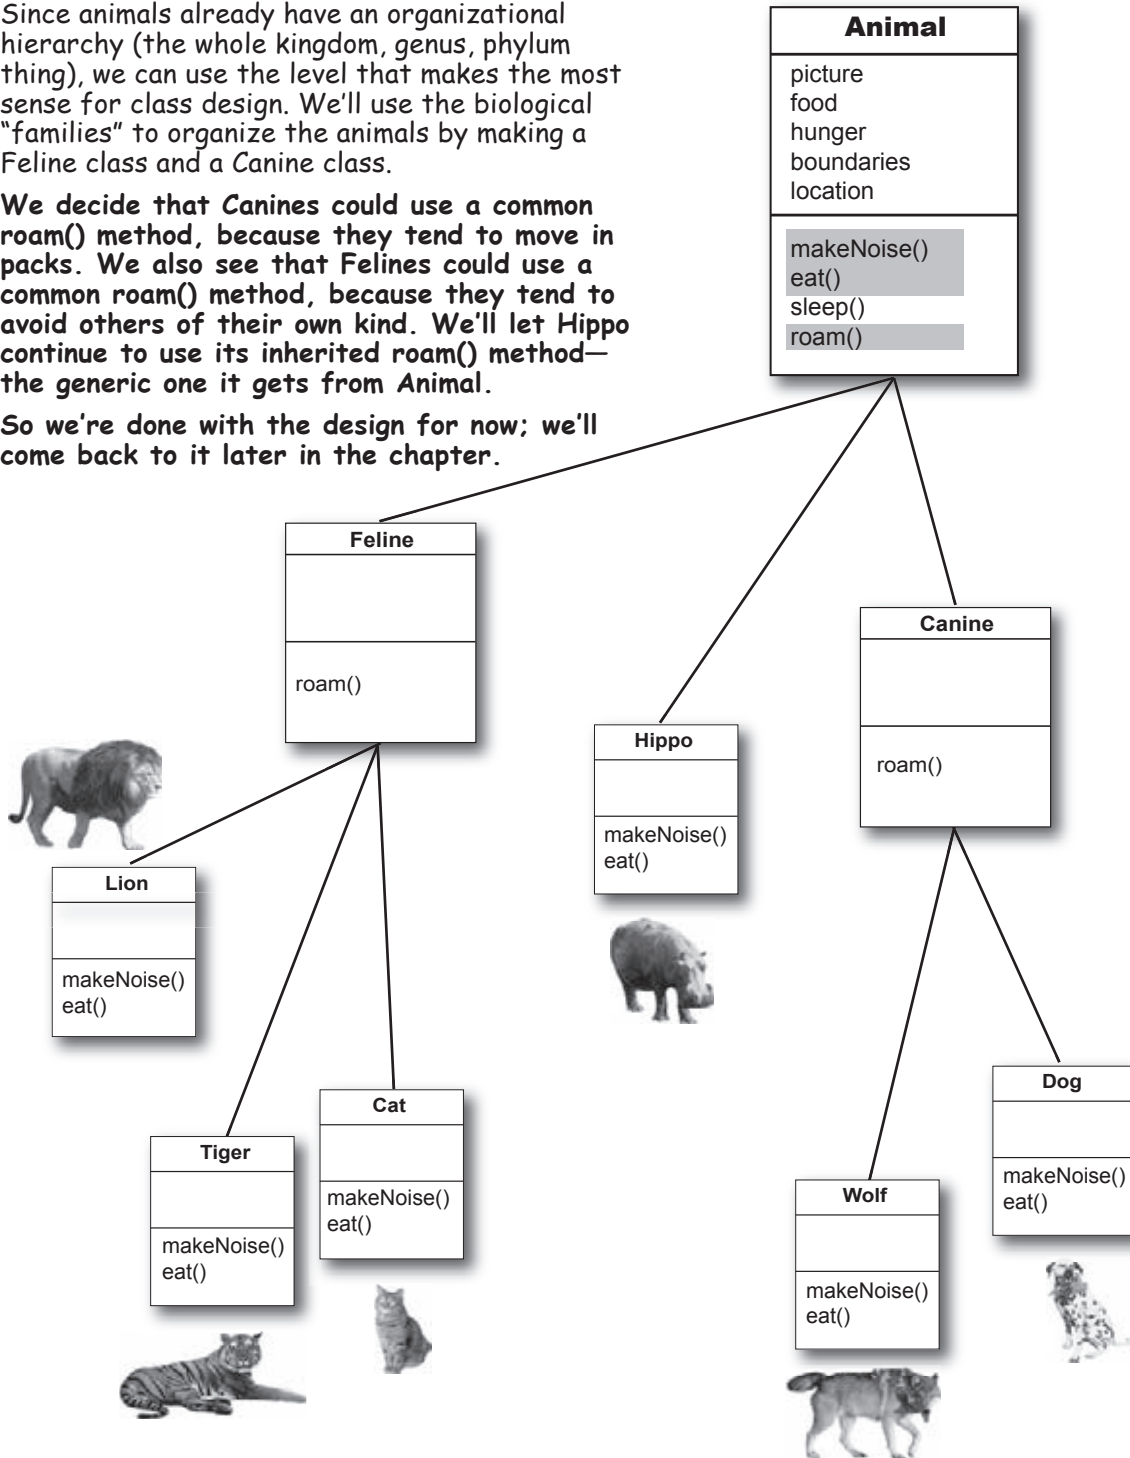 Since animals already have an organizational
hierarchy (the whole kingdom, genus, phylum
thing), we can use the level that makes the most
sense for class design. We’ll use the biological
“families” to organize the animals by making a
Feline class and a Canine class.
We decide that Canines could use a common
roam() method, because they tend to move in
packs. We also see that Felines could use a
common roam() method, because they tend to
avoid others of their own kind. We’ll let Hippo
continue to use its inherited roam() method—
the generic one it gets from Animal.
So we’re done with the design for now; we’ll
come back to it later in the chapter.
Animal
picture
food
hunger
boundaries
location
makeNoise()
eat()
sleep()
roam()
Feline
roam()
Canine
roam()
Hippo
makeNoise()
eat()
Lion
makeNoise()
eat()
Tiger
makeNoise()
eat()
Cat
makeNoise()
eat()
Wolf
makeNoise()
eat()
Dog
makeNoise()
eat()